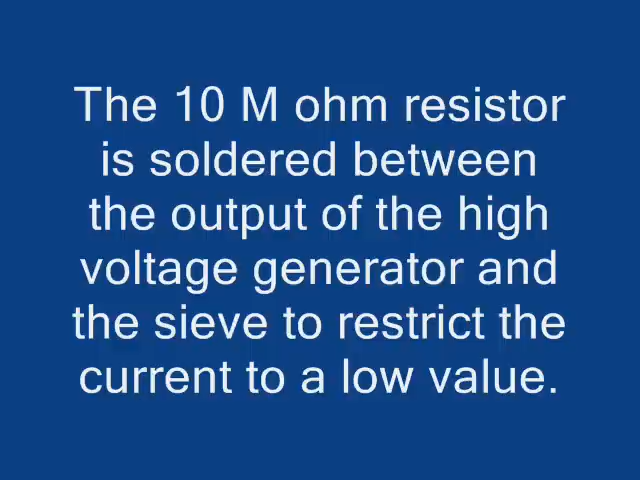 The 10 M ohm resistor
is soldered between
the output of the high
voltage generator and
the sieve to restrict the
current to a low value.